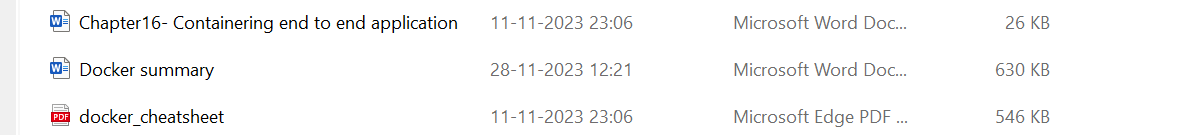 Chapter16- Containering end to end application 11-11-2023 23:06 Microsoft Word Doc... 26 KB
Docker summary 28-11-2023 12:21 Microsoft Word Doc... 630 KB
docker_cheatsheet 11-11-2023 23:06 Microsoft Edge PDF ... 546 KB